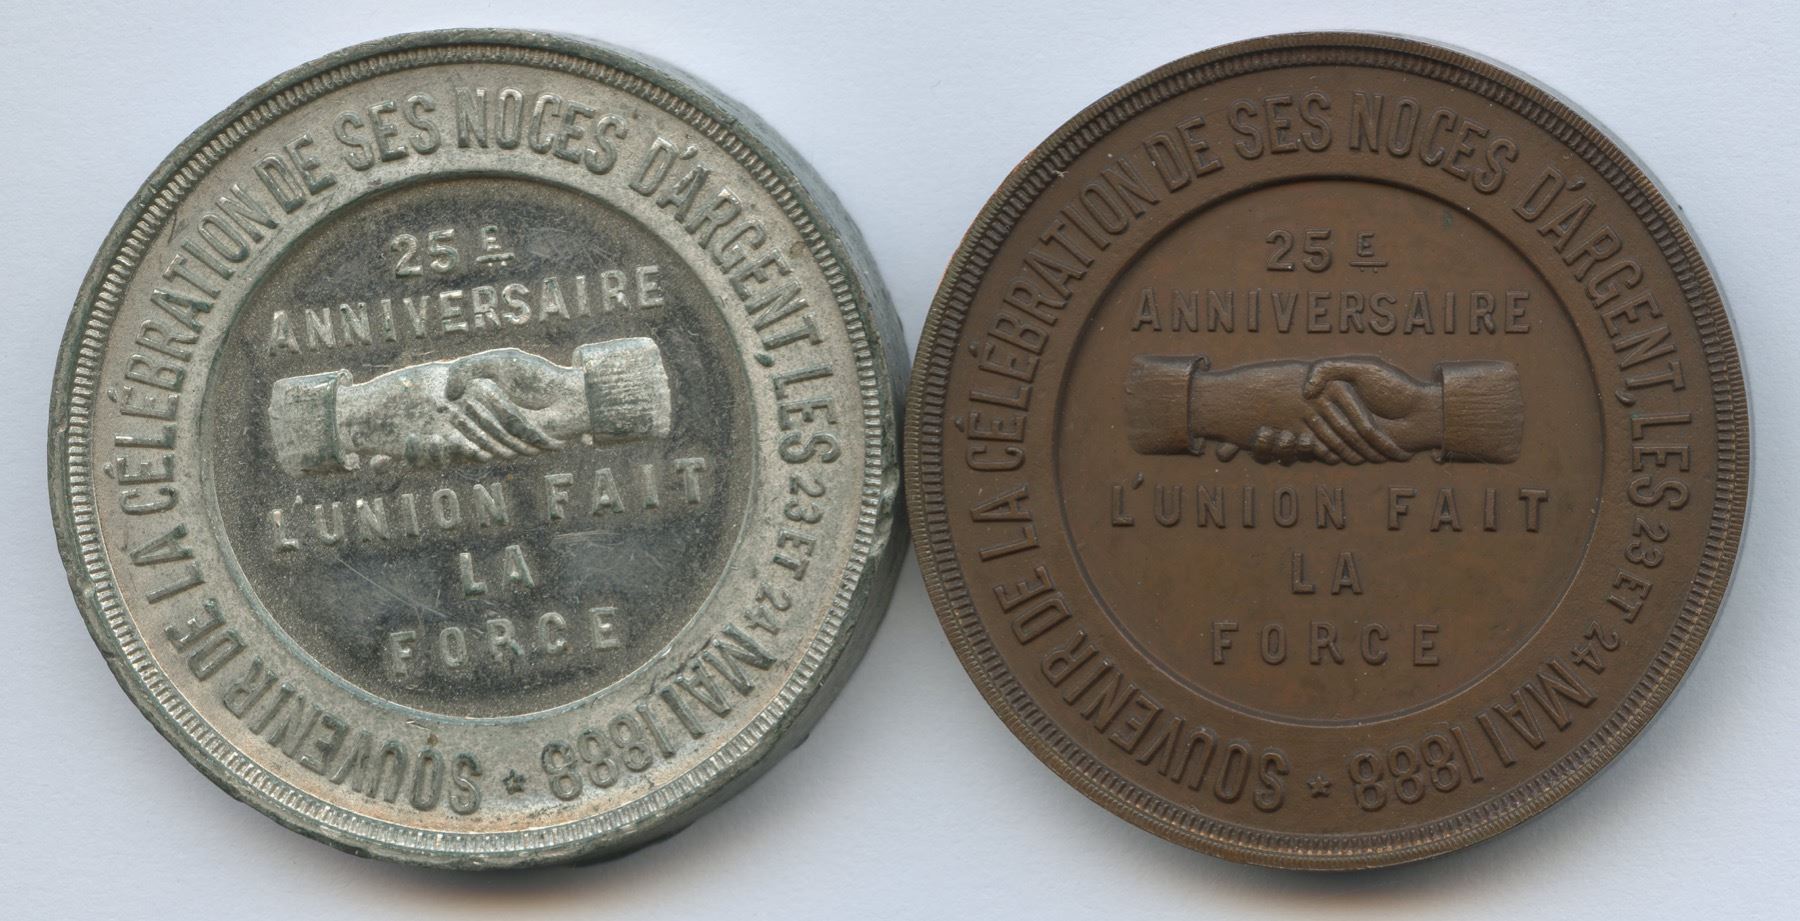 SOUVENIR DE LA CÉLÉBRATION DE SES NOCES D'ARGENT, LES 23 ET 24 MAI 1888 ★
25E
ANNIVERSAIRE
L'UNION FAIT
LA
FORCE
SOUVENIR DE LA CÉLÉBRATION DE SES NOCES D'ARGENT, LES 23 ET 24 MAI 1888 ★
25E
ANNIVERSAIRE
L'UNION FAIT
LA
FORCE